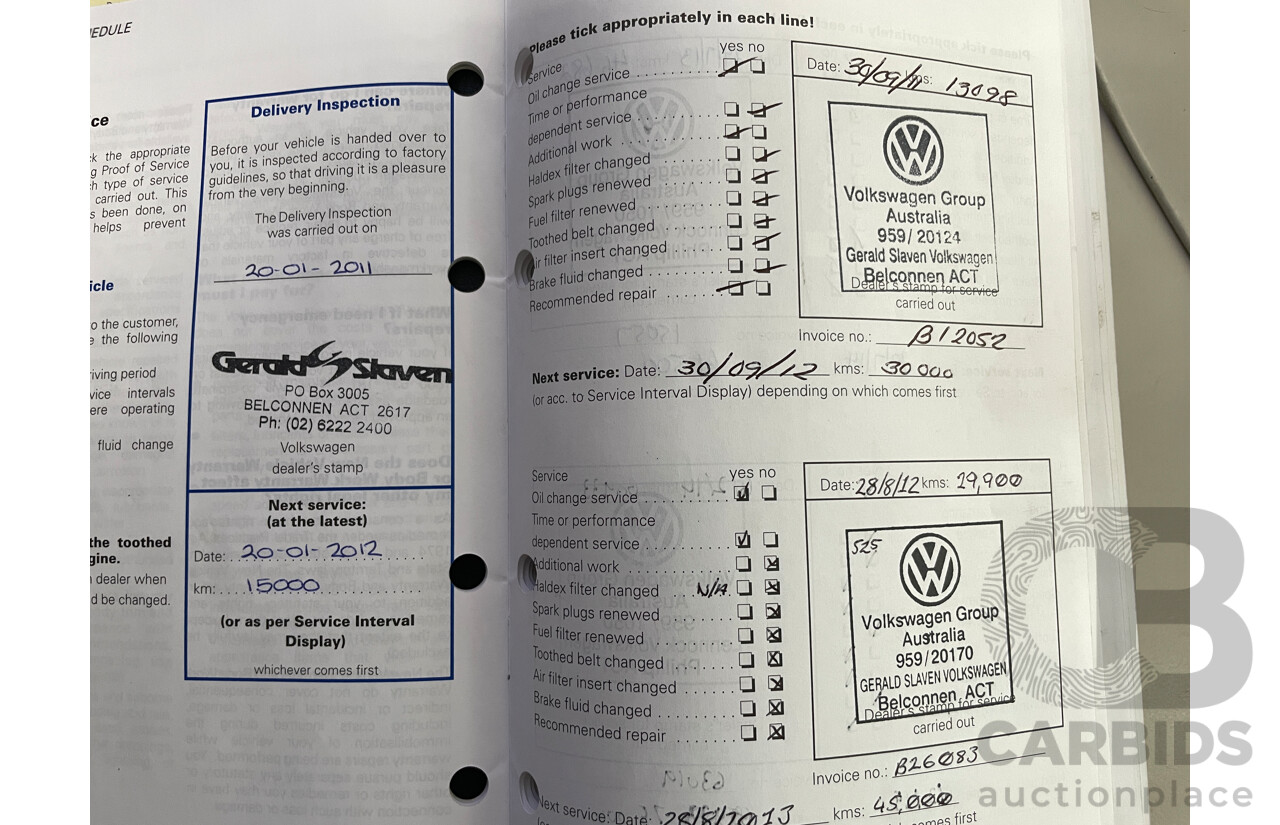 EDULE
ce
k the appropriate
g Proof of Service
h type of service
carried out. This
s been done, on
helps prevent
icle
o the customer,
e the following
iving period
vice intervals
ere operating
fluid change
the toothed
gine.
dealer when
d be changed.
Delivery Inspection
Before your vehicle is handed over to
you, it is inspected according to factory
guidelines, so that driving it is a pleasure
from the very beginning.
The Delivery Inspection
was carried out on
20-01-2011
Gerald Slaven
PO Box 3005
BELCONNEN ACT 2617
Ph: (02) 6222 2400
Volkswagen
dealer's stamp
Next service:
(at the latest)
Date: 20-01-2012
km: 15000
(or as per Service Interval
Display)
whichever comes first
Please tick appropriately in each line!
yes no
Service
Oil change service
Time or performance
dependent service
Additional work
Haldex filter changed
Spark plugs renewed
Fuel filter renewed
Toothed belt changed
Air filter insert changed
Brake fluid changed
Recommended repair
Date: 30/09/11 kms: 13098
Volkswagen Group
Australia
959/20124
Gerald Slaven Volkswagen
Belconnen ACT
Dealer's stamp for service
carried out
Invoice no.: B12052
Next service: Date: 30/09/12 kms: 30000
(or acc. to Service Interval Display) depending on which comes first
Service yes no
Oil change service
Time or performance
dependent service
Additional work
Haldex filter changed N/A
Spark plugs renewed
Fuel filter renewed
Toothed belt changed
Air filter insert changed
Brake fluid changed
Recommended repair
Date: 28/8/12 kms: 29,900
525
Volkswagen Group
Australia
959/20170
GERALD SLAVEN VOLKSWAGEN
Belconnen ACT
Dealer's stamp for service
carried out
Invoice no.: B26083
Next service: Date: 28/8/2013 kms: 45,000
comes first
CARBIDS
auctionplace